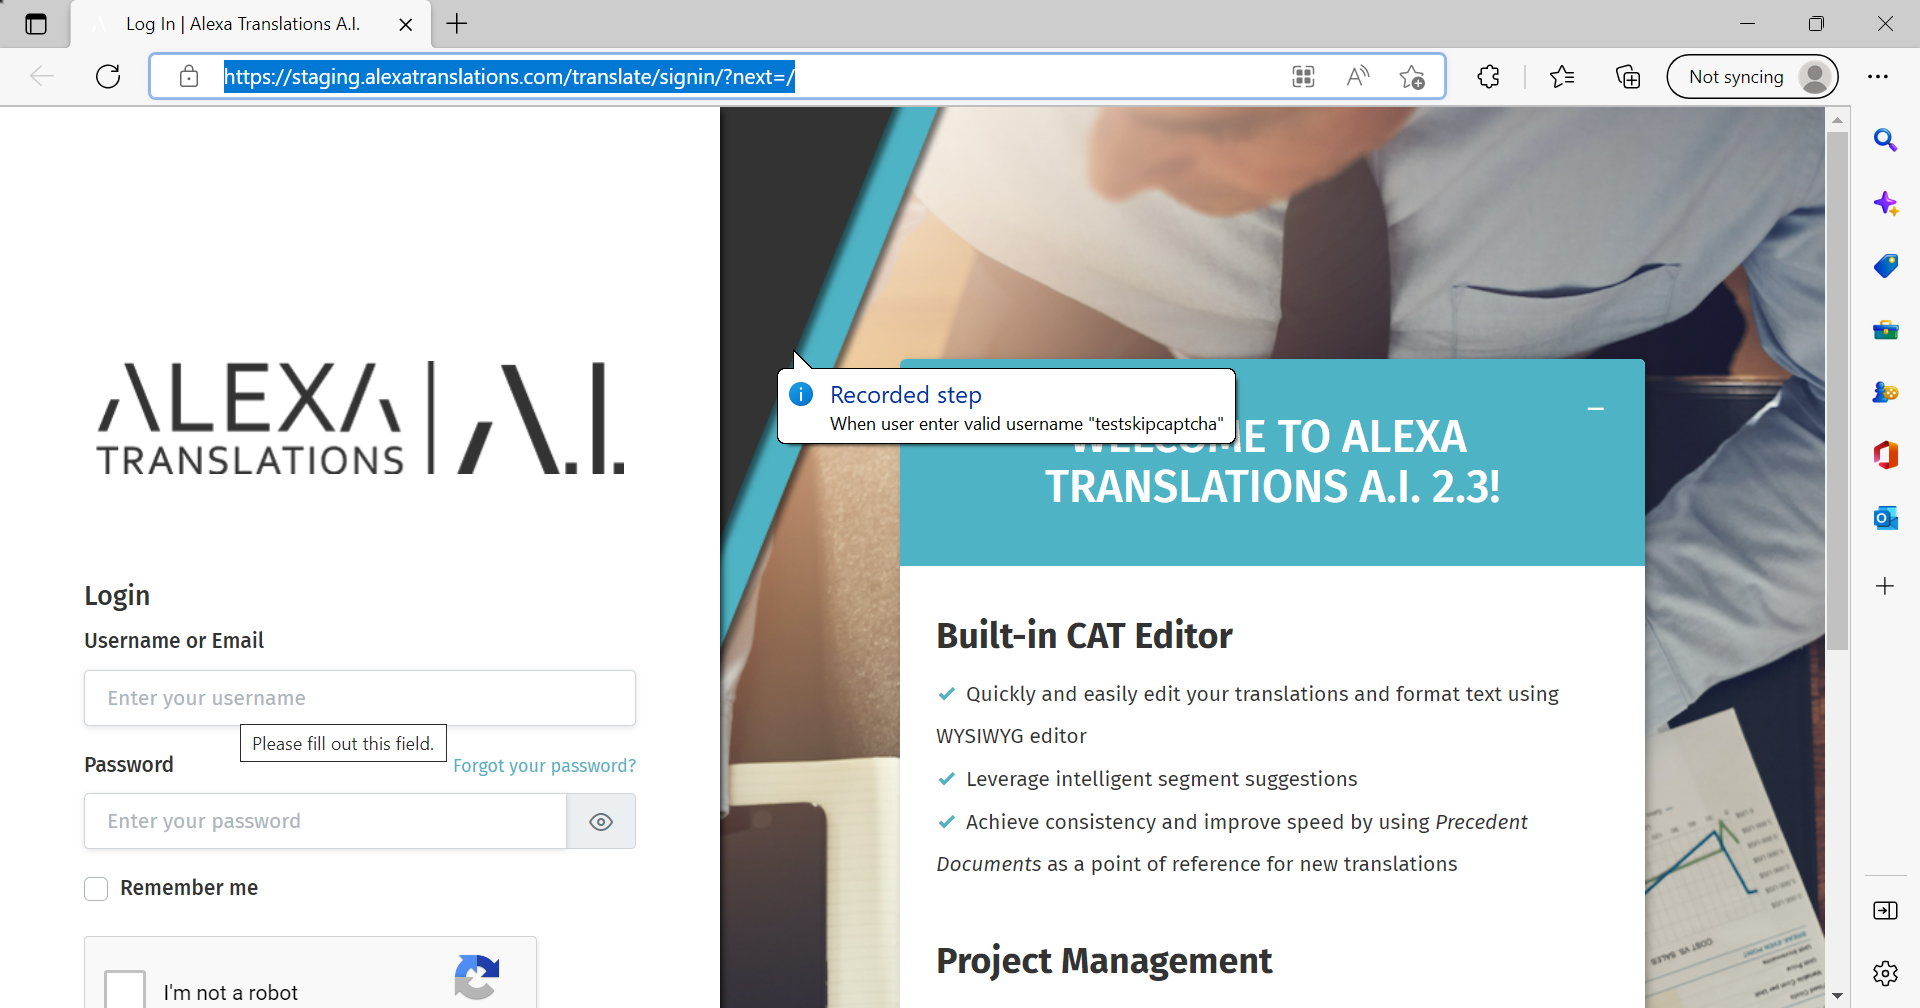 Log In | Alexa Translations A.I.
https://staging.alexatranslations.com/translate/signin/?next=/
Not syncing
ALEXA
TRANSLATIONS
A.I.
Login
Username or Email
Enter your username
Please fill out this field.
Password
Forgot your password?
Enter your password
Remember me
I'm not a robot
Recorded step
When user enter valid username "testskipcaptcha"
WELCOME TO ALEXA
TRANSLATIONS A.I. 2.3!
Built-in CAT Editor
Quickly and easily edit your translations and format text using
WYSIWYG editor
Leverage intelligent segment suggestions
Achieve consistency and improve speed by using Precedent
Documents as a point of reference for new translations
Project Management
COST VS. SALES